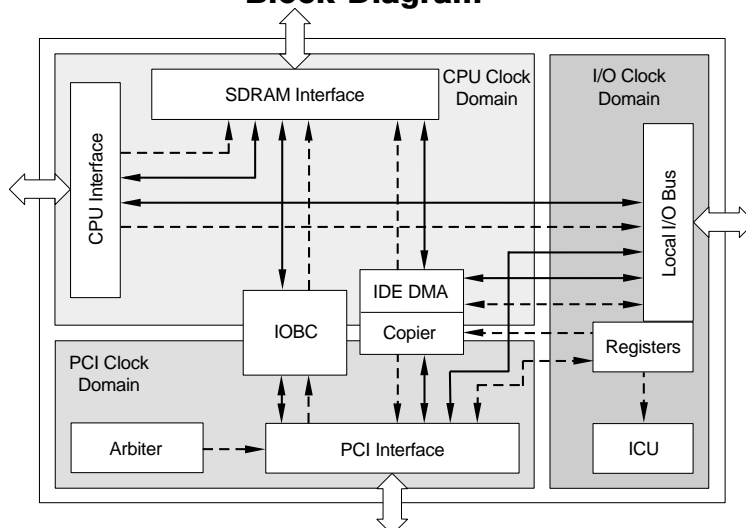 Block Diagram
SDRAM Interface
CPU Clock
Domain
I/O Clock
Domain
CPU Interface
Local I/O Bus
IDE DMA
IOBC
Copier
Registers
PCI Clock
Domain
Arbiter
PCI Interface
ICU